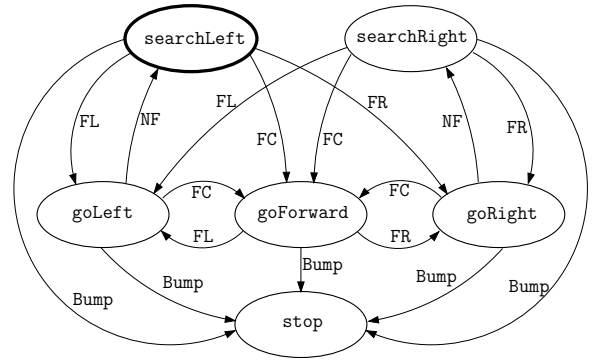 searchLeft
searchRight
FL
NF
FL
FC
FC
FR
NF
FR
FC
FC
goLeft
goForward
goRight
FL
FR
Bump
Bump
Bump
Bump
Bump
stop